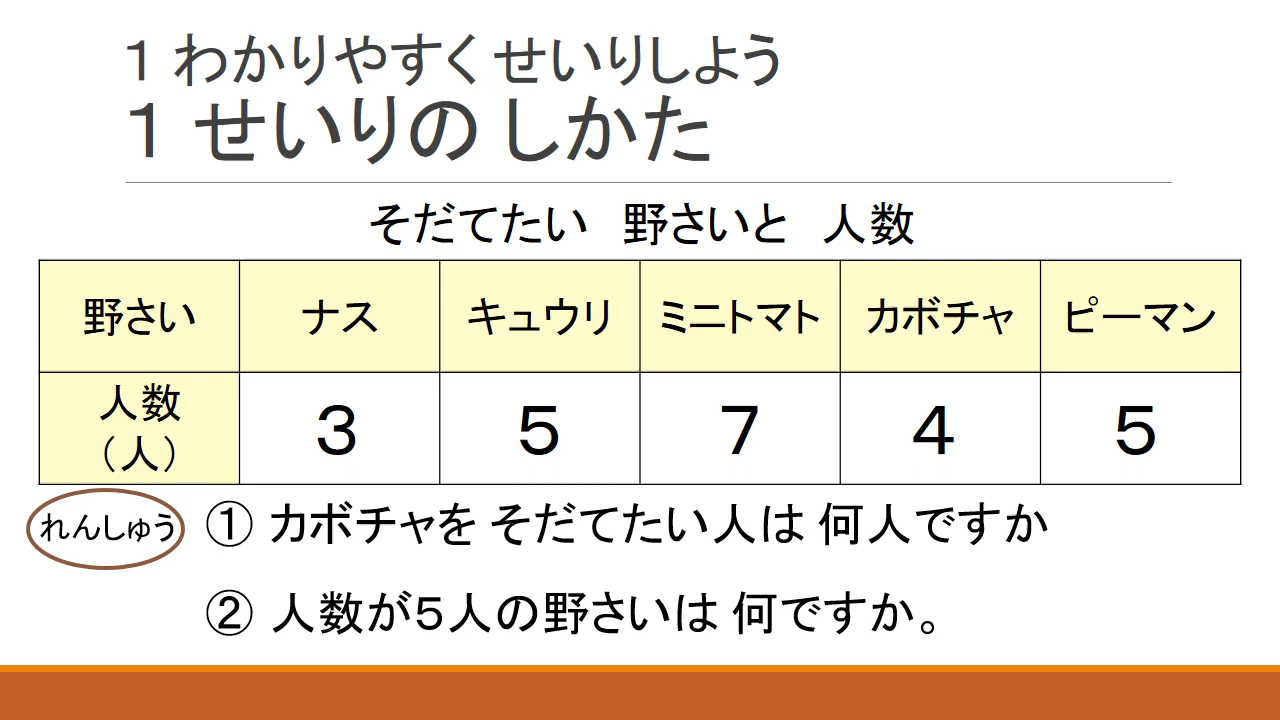 1 わかりやすく せいりしよう
1 せいりの しかた
そだてたい 野さいと 人数
野さい ナス キュウリ ミニトマト カボチャ ピーマン
人数（人） 3 5 7 4 5
れんしゅう ① カボチャを そだてたい人は 何人ですか
② 人数が5人の野さいは 何ですか。